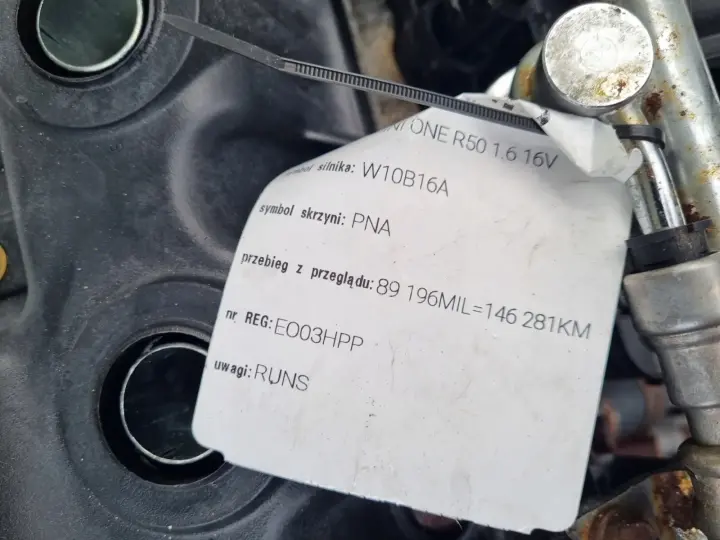 ONE R50 1.6 16V
silnika: W10B16A
symbol skrzyni: PNA
przebieg z przeglądu: 89 196MIL=146 281KM
nr REG: EO03HPP
uwagi: RUNS